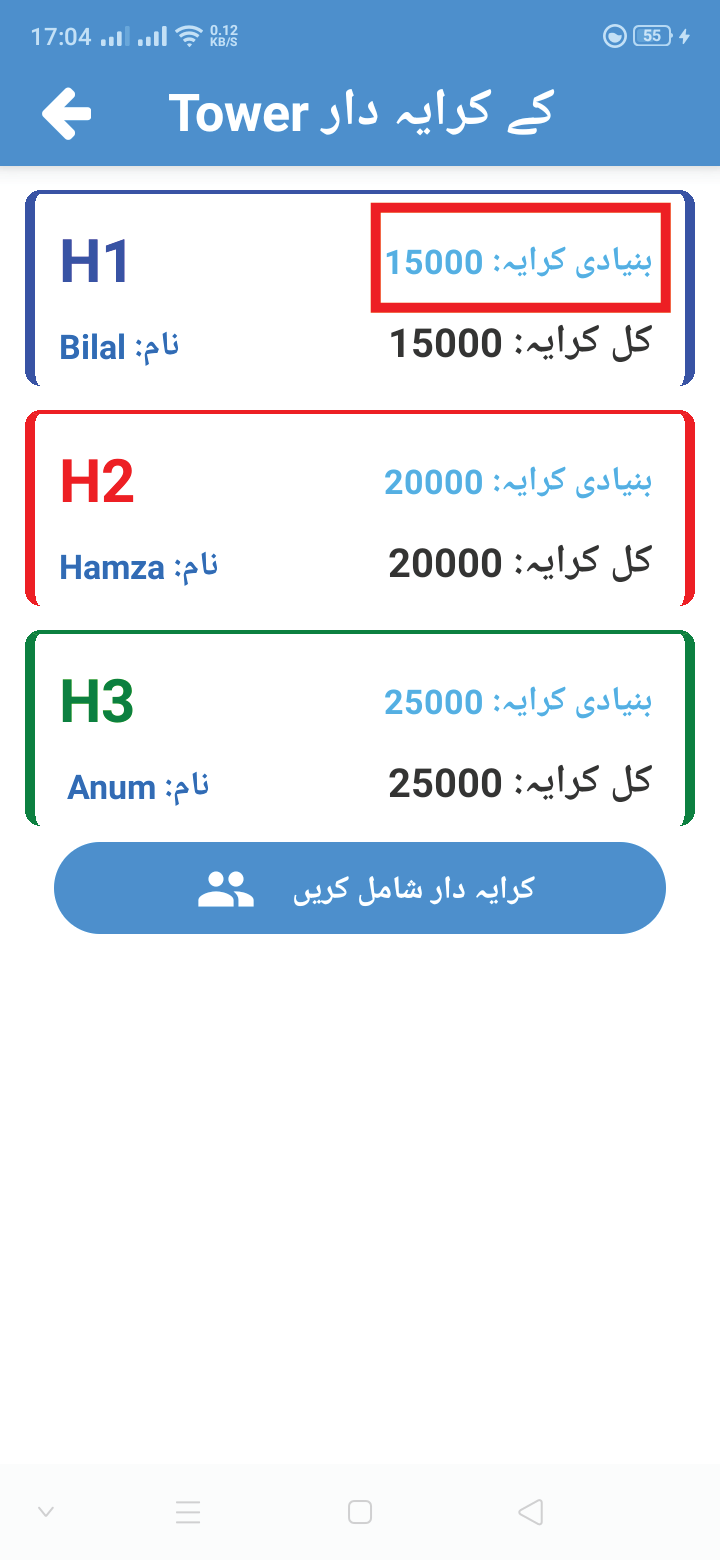 17:04 0.12 KB/S 55
Tower کے کرایہ دار
H1 بنیادی کرایہ: 15000
نام: Bilal کل کرایہ: 15000
H2 بنیادی کرایہ: 20000
نام: Hamza کل کرایہ: 20000
H3 بنیادی کرایہ: 25000
نام: Anum کل کرایہ: 25000
کرایہ دار شامل کریں